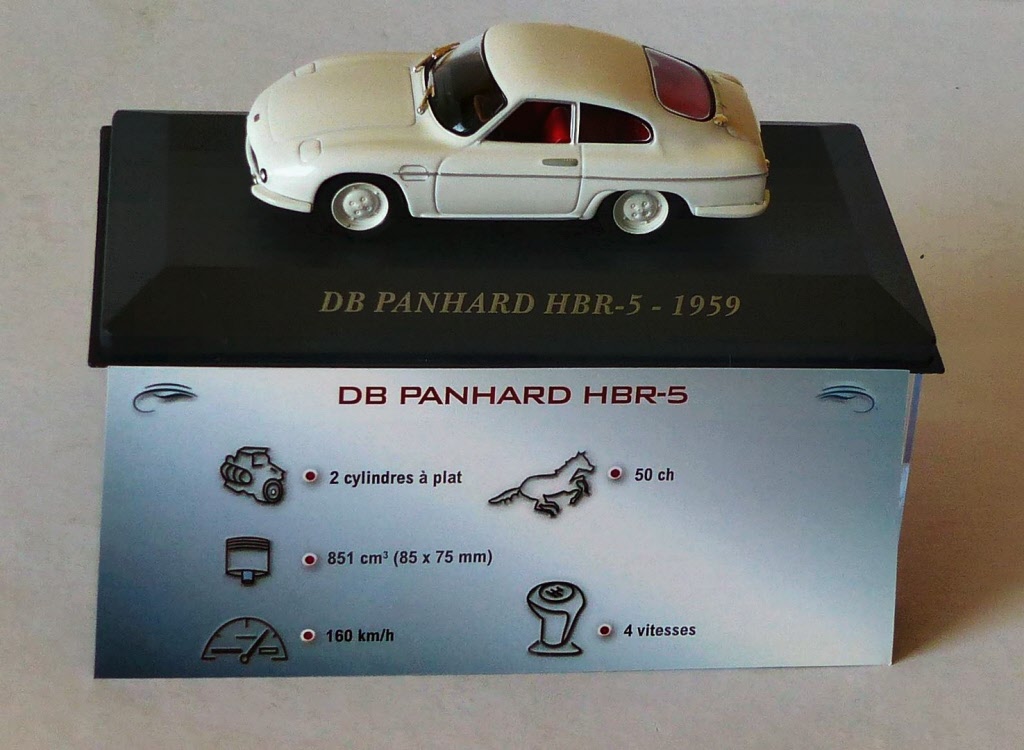 DB PANHARD HBR-5 - 1959
DB PANHARD HBR-5
2 cylindres à plat
50 ch
851 cm³ (85 x 75 mm)
160 km/h
4 vitesses